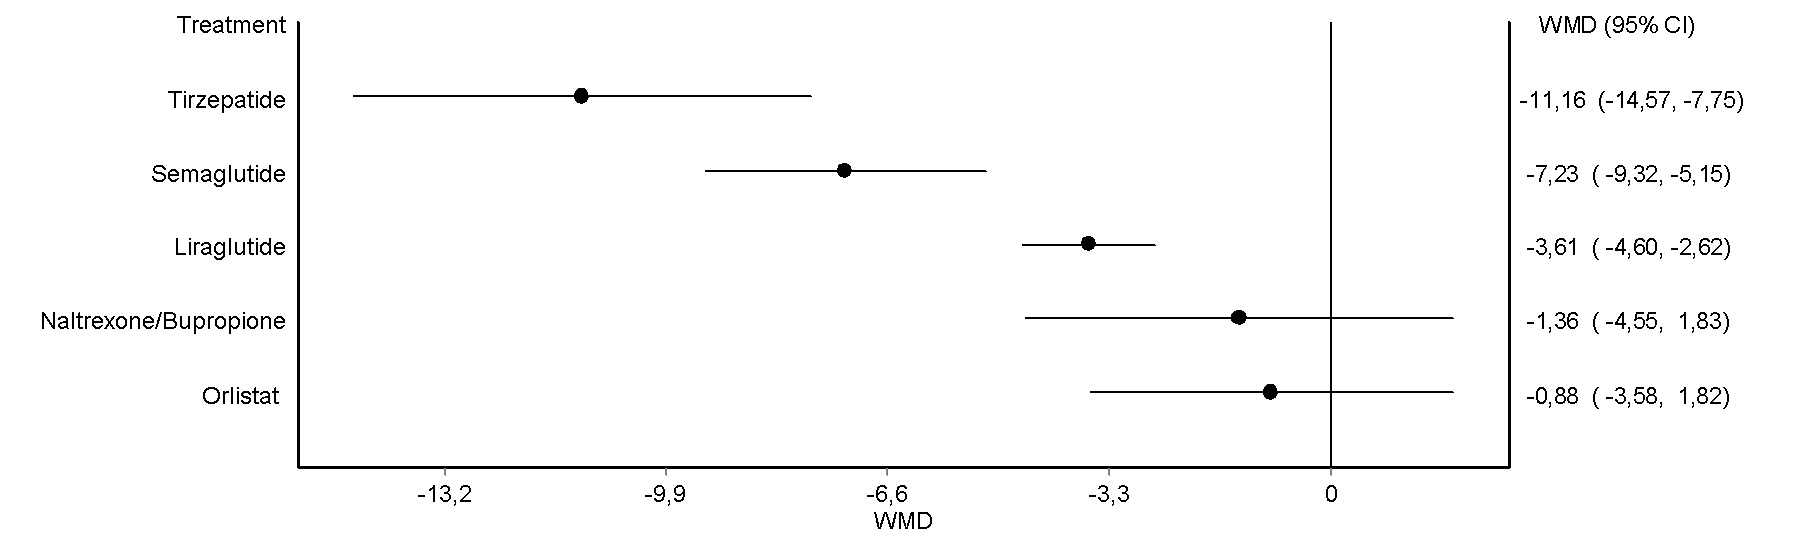 Treatment WMD (95% CI)
Tirzepatide -11,16 (-14,57, -7,75)
Semaglutide -7,23 ( -9,32, -5,15)
Liraglutide -3,61 ( -4,60, -2,62)
Naltrexone/Bupropione -1,36 ( -4,55, 1,83)
Orlistat -0,88 ( -3,58, 1,82)
-13,2 -9,9 -6,6 -3,3 0
WMD